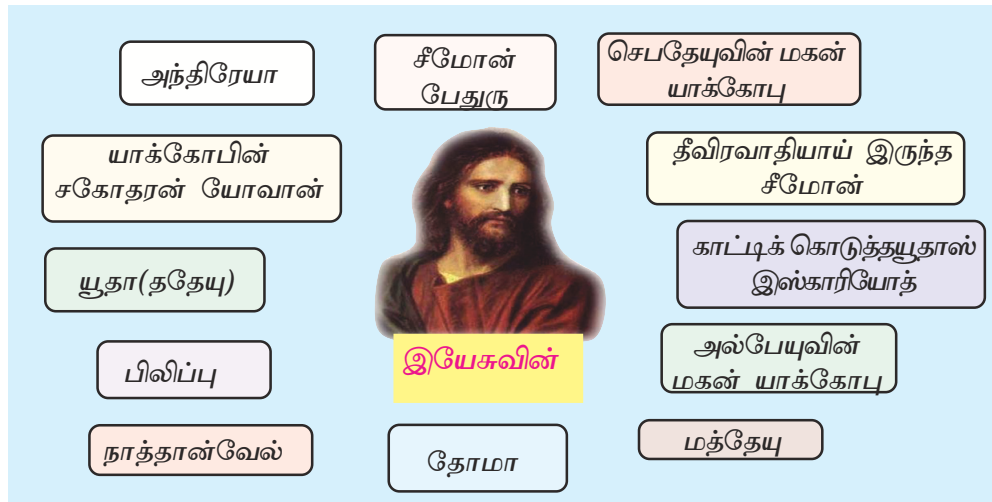 அந்திரேயா
சீமோன்
பேதுரு
செபதேயுவின் மகன்
யாக்கோபு
யாக்கோபின்
சகோதரன் யோவான்
தீவிரவாதியாய் இருந்த
சீமோன்
யூதா(ததேயு)
காட்டிக் கொடுத்தயூதாஸ்
இஸ்காரியோத்
பிலிப்பு
இயேசுவின்
அல்பேயுவின்
மகன் யாக்கோபு
நாத்தான்வேல்
தோமா
மத்தேயு